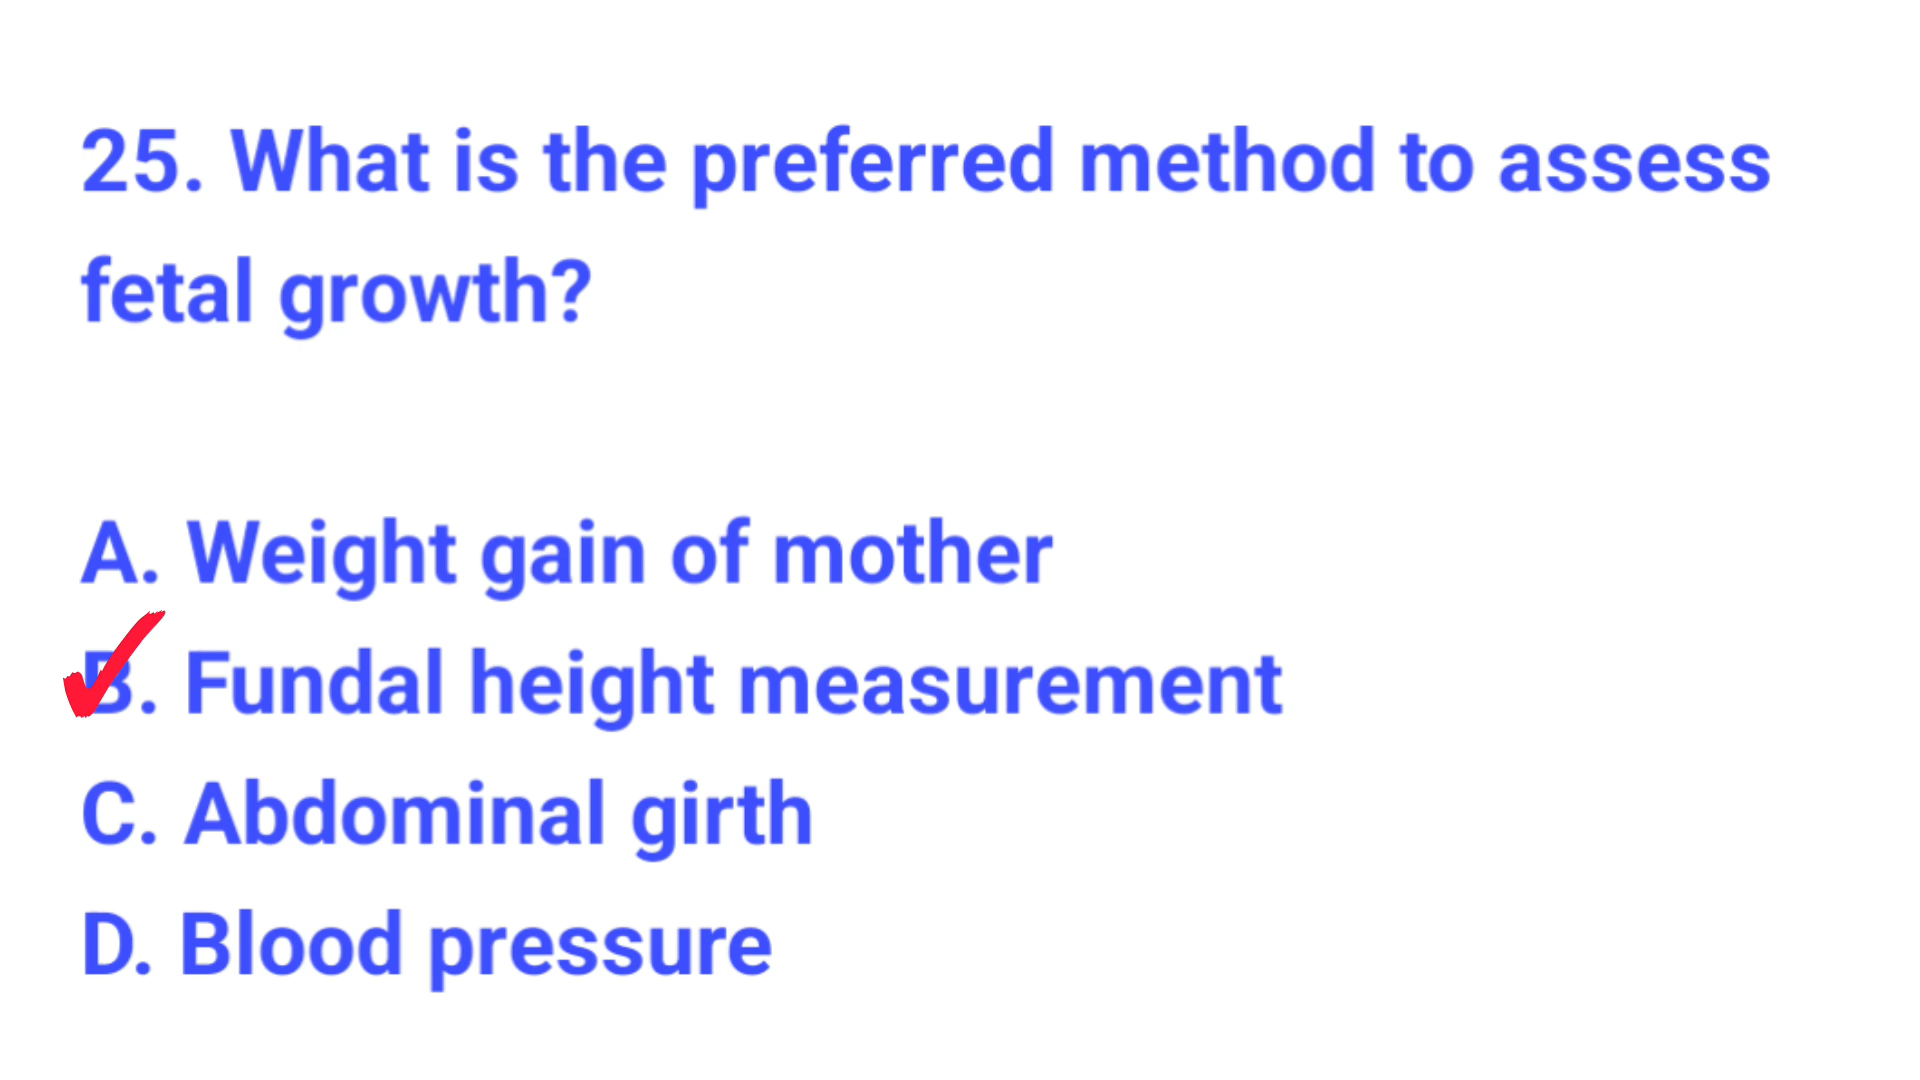 25. What is the preferred method to assess
fetal growth?
A. Weight gain of mother
B. Fundal height measurement
C. Abdominal girth
D. Blood pressure